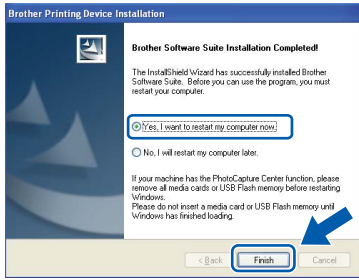 Brother Printing Device Installation
Brother Software Suite Installation Completed!
The InstallShield Wizard has successfully installed Brother
Software Suite. Before you can use the program, you must
restart your computer.
Yes, I want to restart my computer now.
No, I will restart my computer later.
If your machine has the PhotoCapture Center function, please
remove all media cards or USB Flash memory before restarting
Windows.
Please do not insert a media card or USB Flash memory until
Windows has finished loading.
< Back
Finish
Cancel